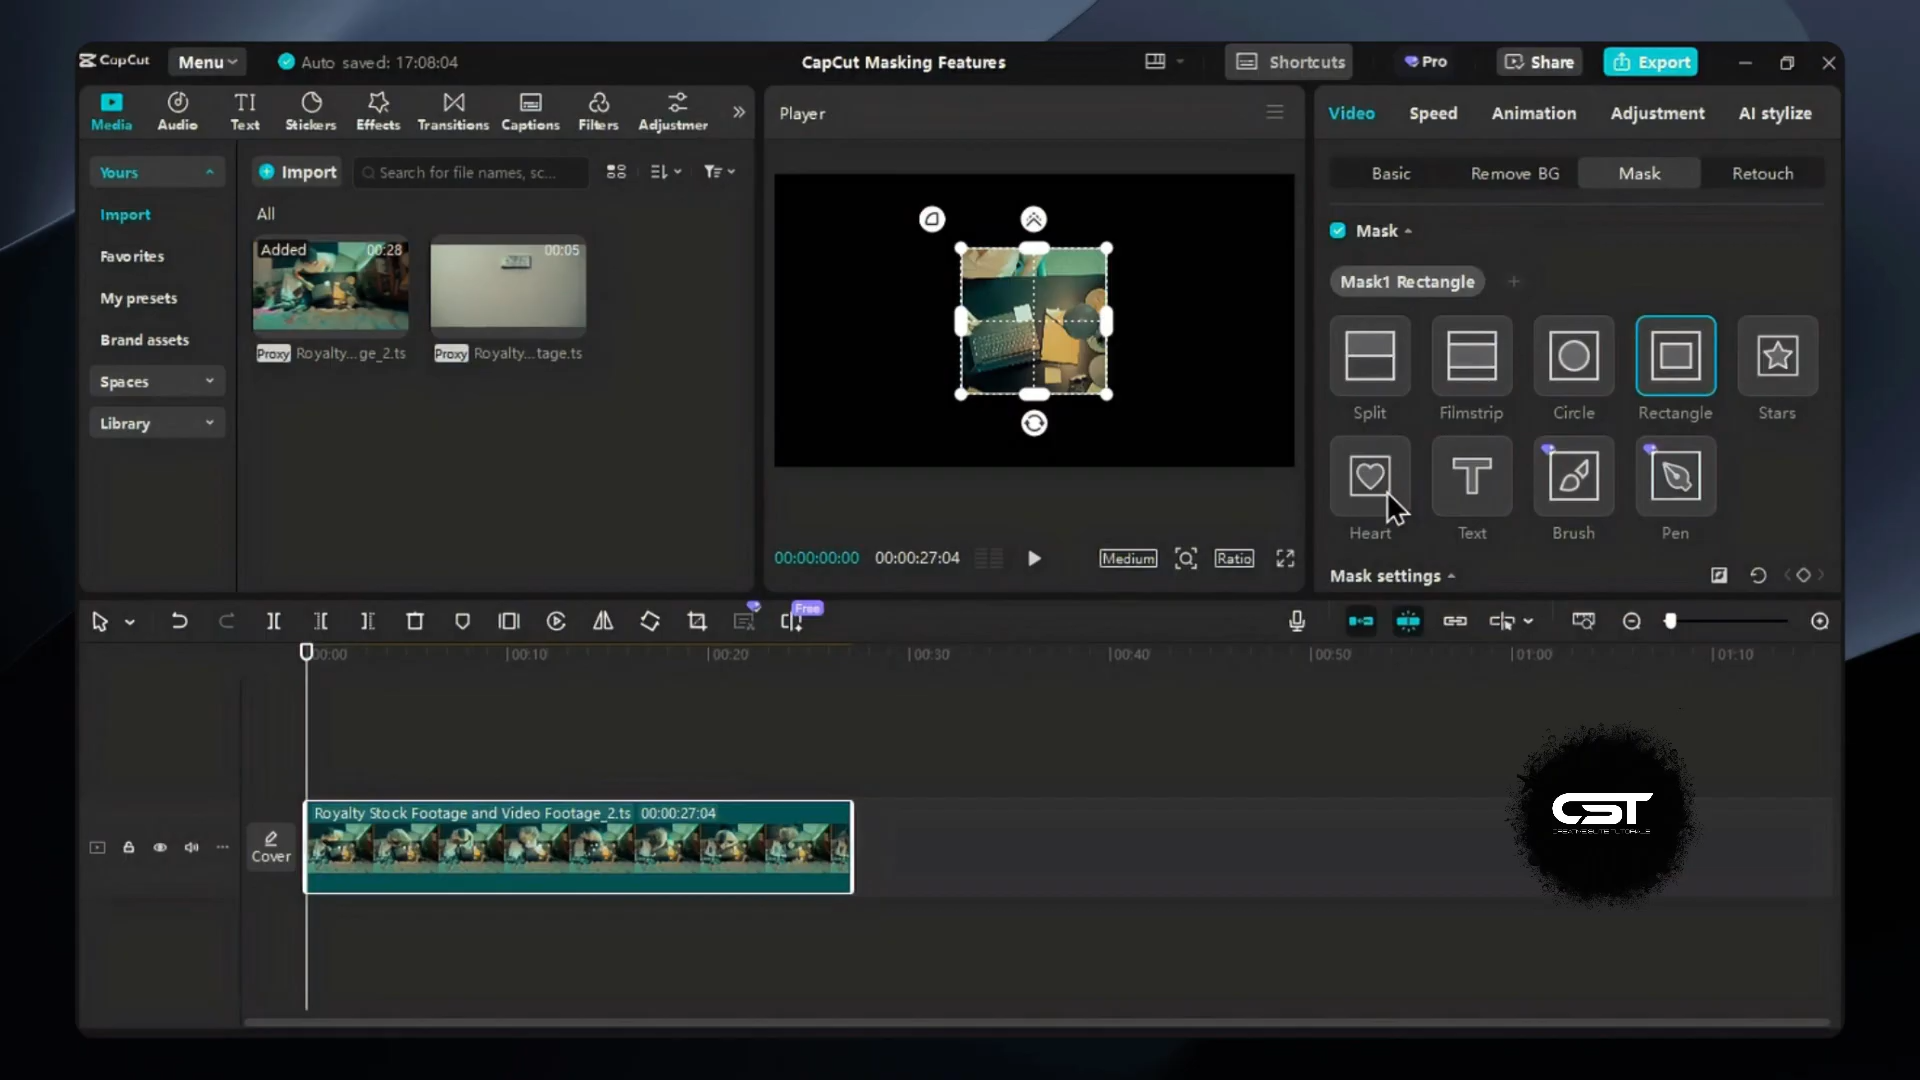 CapCut
Menu
Auto saved: 17:08:04
CapCut Masking Features
Shortcuts
Pro
Share
Export
Media
Audio
Text
Stickers
Effects
Transitions
Captions
Filters
Adjustmer
Yours
Import
Favorites
My presets
Brand assets
Spaces
Library
Import
Search for file names, sc...
All
Added
00:28
00:05
Proxy Royalty...ge_2.ts
Proxy Royalty...tage.ts
Player
00:00:00:00
00:00:27:04
Medium
Ratio
Video
Speed
Animation
Adjustment
AI stylize
Basic
Remove BG
Mask
Retouch
Mask
Mask1 Rectangle
Split
Filmstrip
Circle
Rectangle
Stars
Heart
Text
Brush
Pen
Mask settings
Free
00:00
00:10
00:20
00:30
00:40
00:50
01:00
01:10
Cover
Royalty Stock Footage and Video Footage_2.ts 00:00:27:04
CST